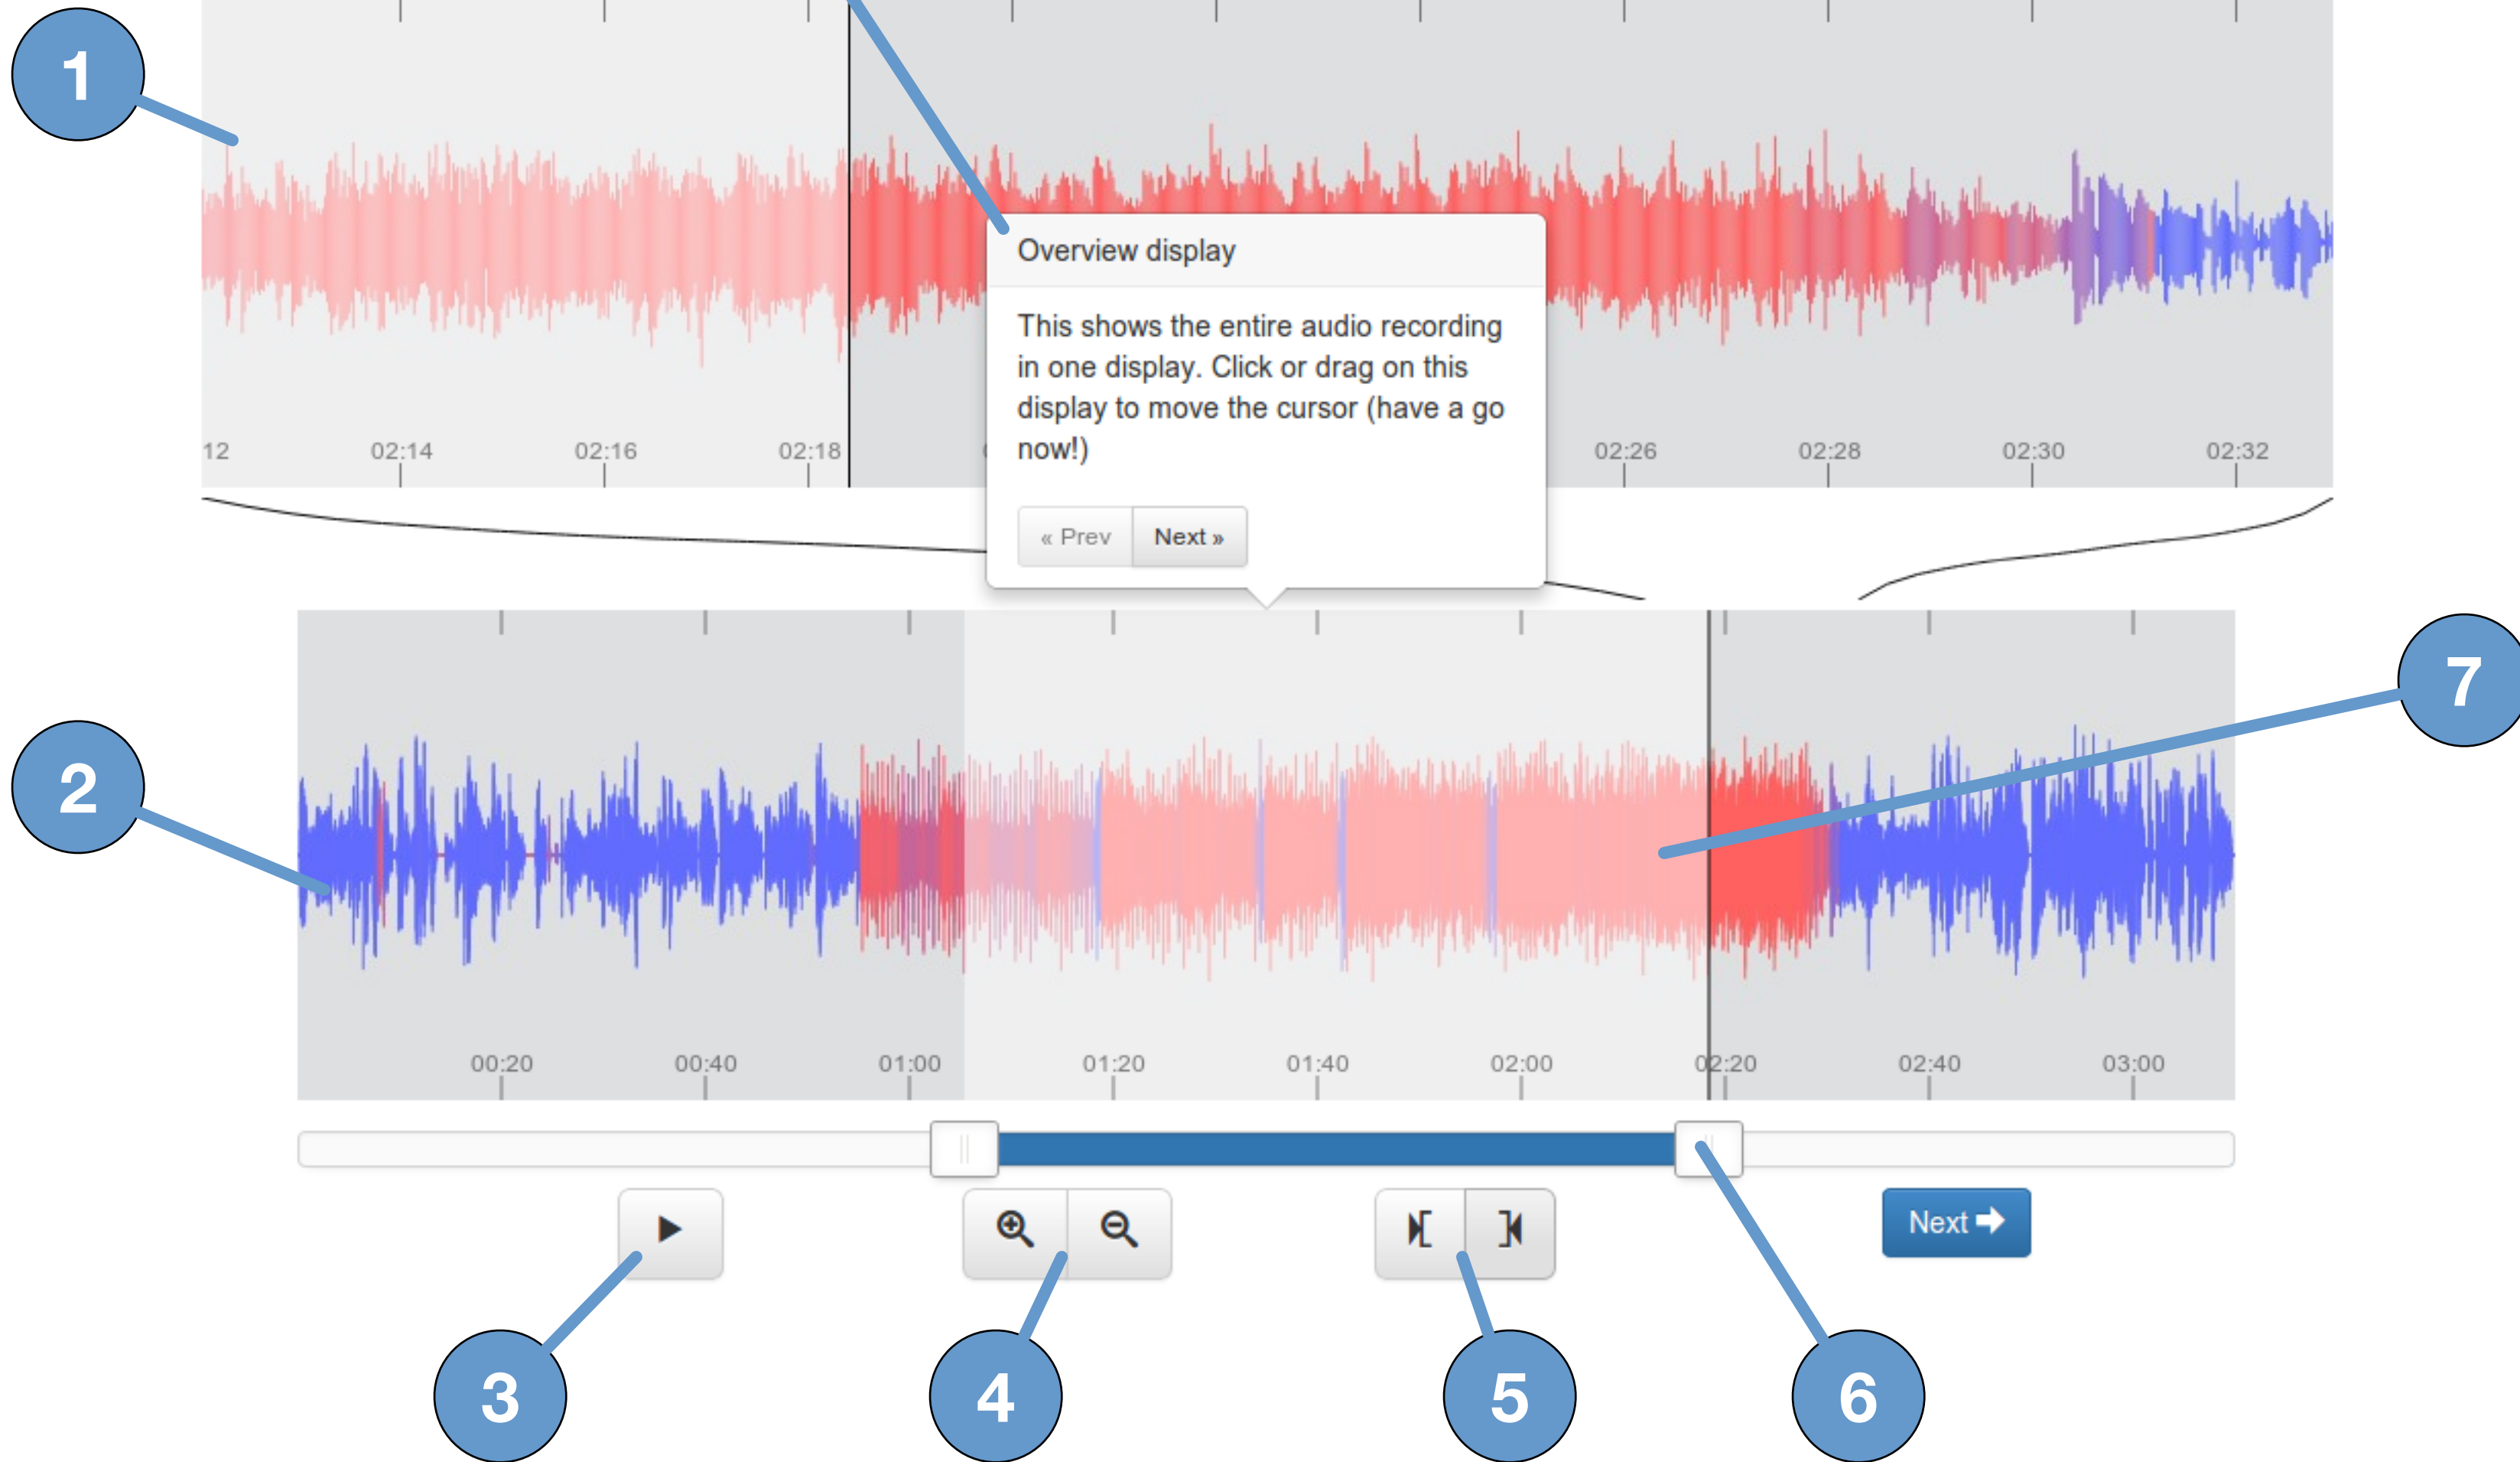 1
Overview display
This shows the entire audio recording
in one display. Click or drag on this
display to move the cursor (have a go
now!)
12 02:14 02:16 02:18 02:26 02:28 02:30 02:32
« Prev Next »
7
2
00:20 00:40 01:00 01:20 01:40 02:00 02:20 02:40 03:00
Next
3 4 5 6